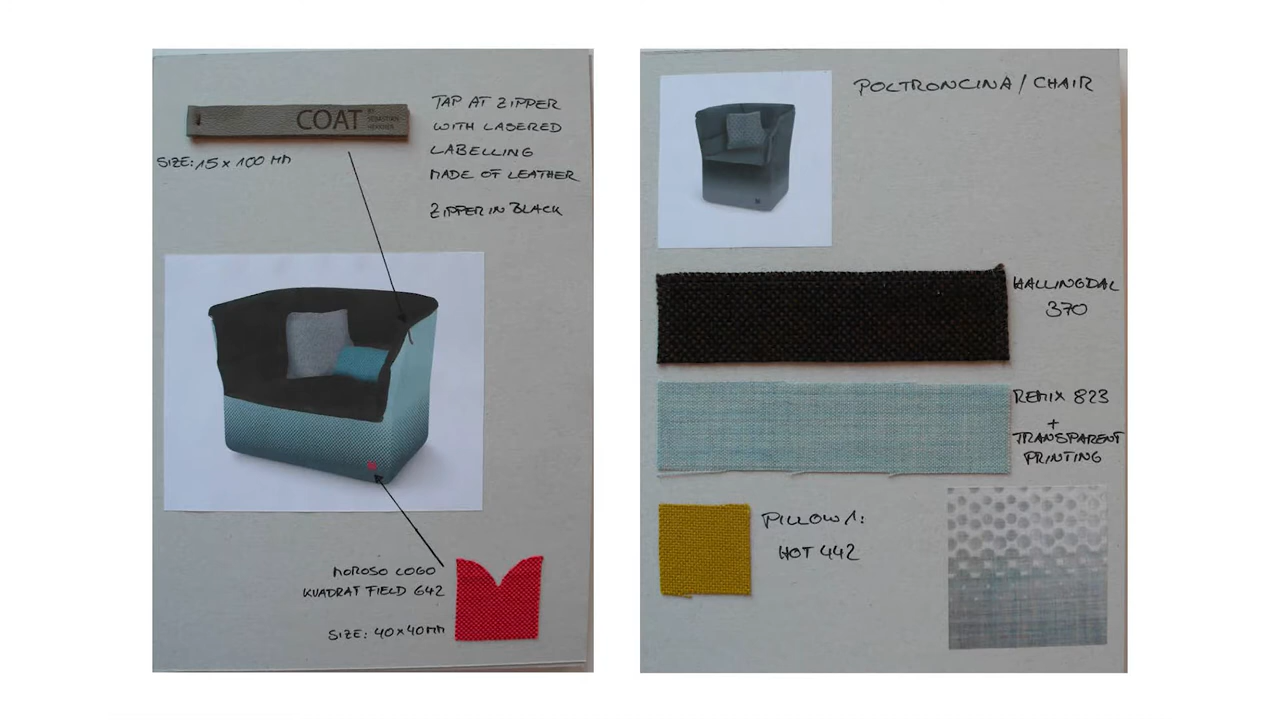 COAT BY
SEBASTIAN
HERKNER
SIZE: 15 x 100 MM
TAP AT ZIPPER
WITH LASERED
LABELLING
MADE OF LEATHER
ZIPPER IN BLACK
MOROSO LOGO
KVADRAT FIELD 642
SIZE: 40x40MM
POLTRONCINA / CHAIR
HALLINGDAL
370
REMIX 823
+
TRANSPARENT
PRINTING
PILLOW 1:
HOT 442